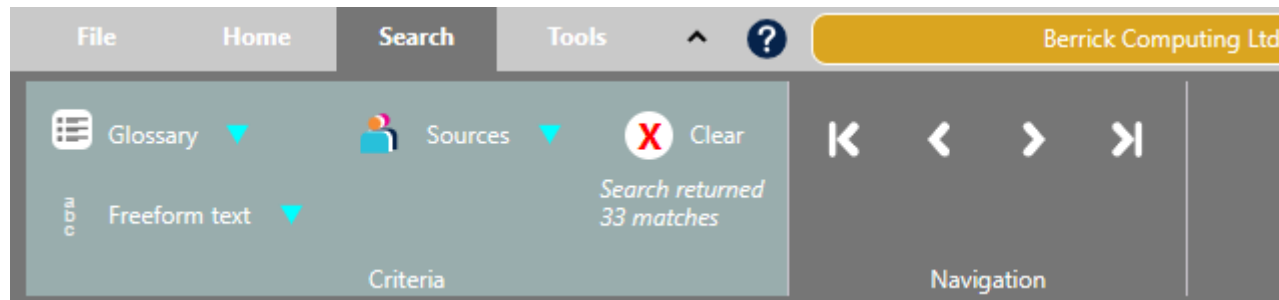 File Home Search Tools ? Berrick Computing Ltd
Glossary Sources X Clear
Search returned
33 matches
a
b
c
Freeform text
Criteria Navigation